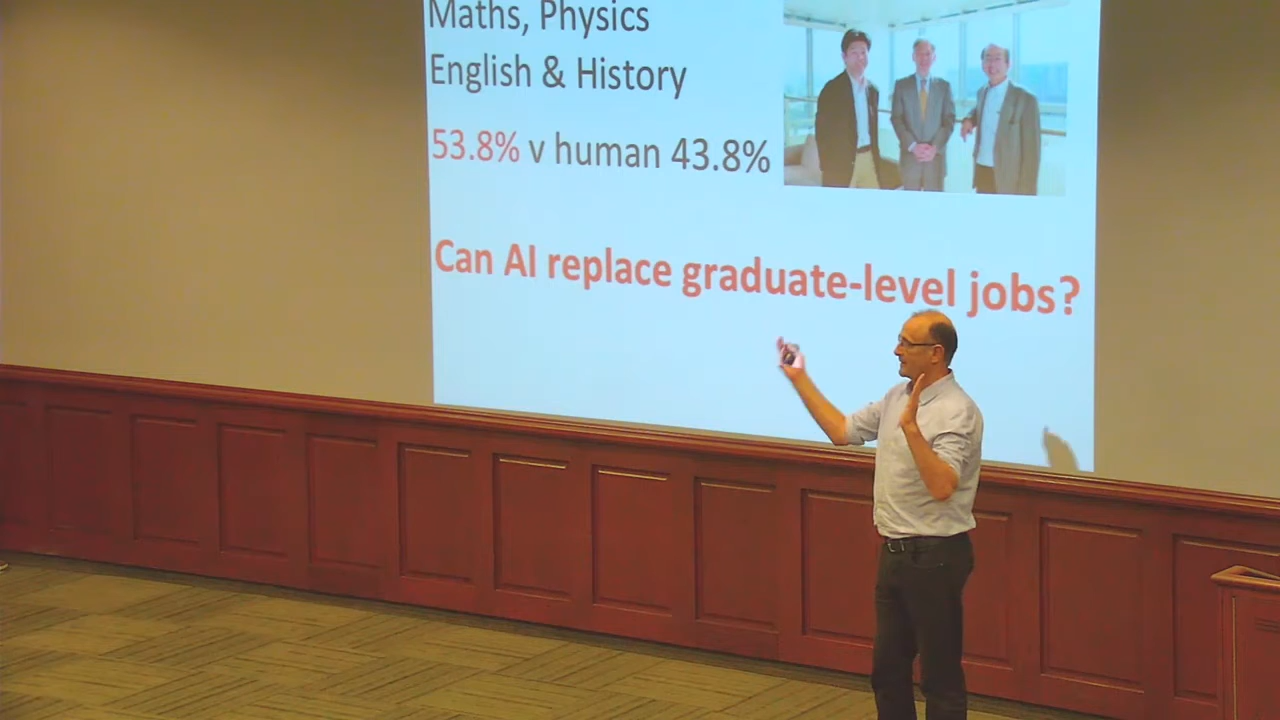 Maths, Physics
English & History
53.8% v human 43.8%
Can AI replace graduate-level jobs?